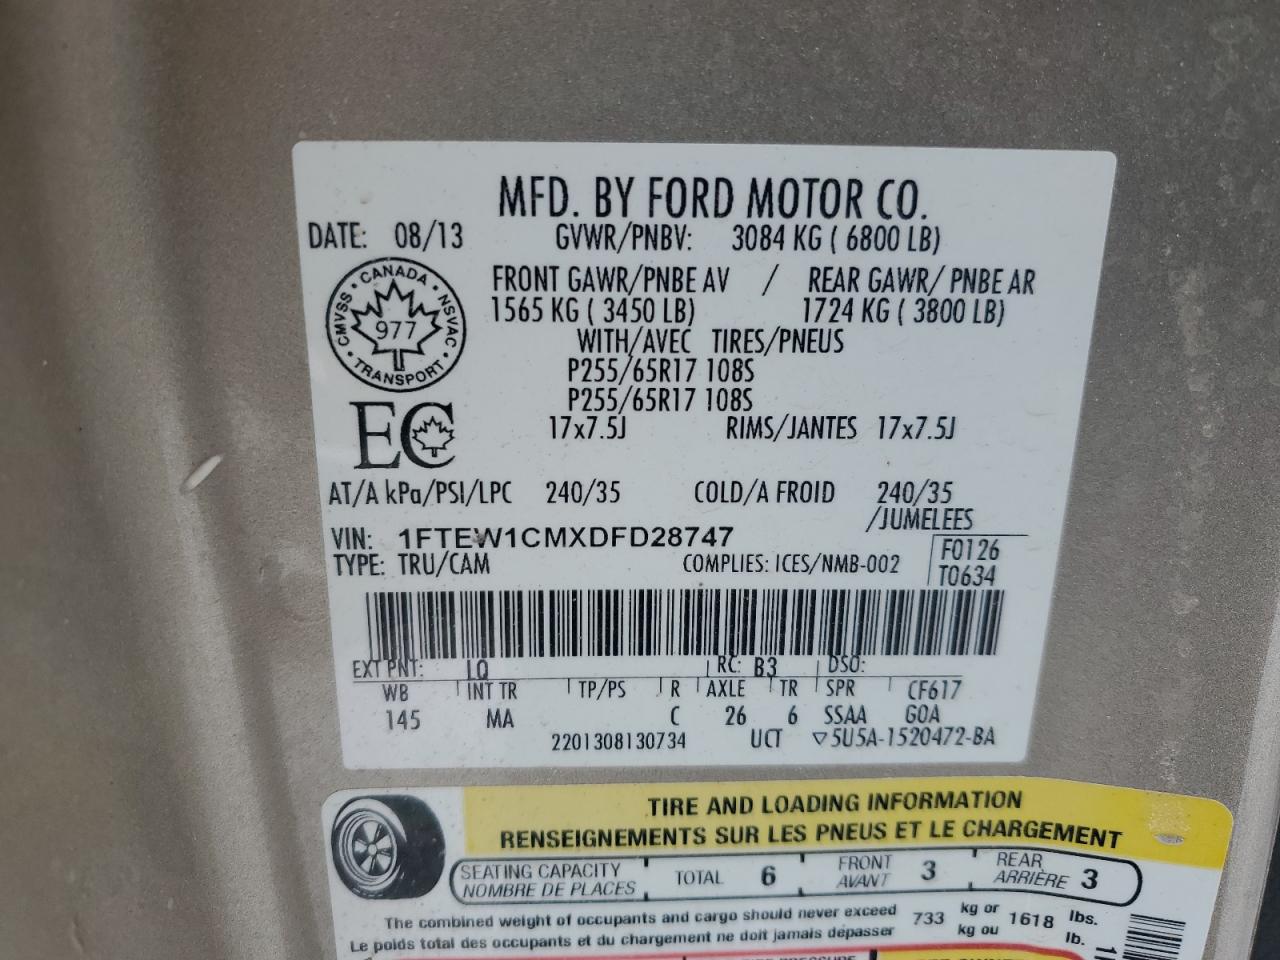 MFD. BY FORD MOTOR CO.
DATE: 08/13 GVWR/PNBV: 3084 KG ( 6800 LB)
FRONT GAWR/PNBE AV / REAR GAWR/ PNBE AR
1565 KG ( 3450 LB) 1724 KG ( 3800 LB)
CANADA
CMVSS NSVAC
977
TRANSPORT
WITH/AVEC TIRES/PNEUS
P255/65R17 108S
P255/65R17 108S
EC
17x7.5J RIMS/JANTES 17x7.5J
AT/A kPa/PSI/LPC 240/35 COLD/A FROID 240/35
/JUMELEES
VIN: 1FTEW1CMXDFD28747
F0126
TYPE: TRU/CAM COMPLIES: ICES/NMB-002
T0634
EXT PNT: LQ RC: B3 DSO:
WB INT TR TP/PS R AXLE TR SPR CF617
145 MA C 26 6 SSAA G0A
2201308130734 UCT ▽5U5A-1520472-BA
TIRE AND LOADING INFORMATION
RENSEIGNEMENTS SUR LES PNEUS ET LE CHARGEMENT
SEATING CAPACITY
NOMBRE DE PLACES
TOTAL 6
FRONT
AVANT 3
REAR
ARRIÈRE 3
The combined weight of occupants and cargo should never exceed
Le poids total des occupants et du chargement ne doit jamais dépasser
733 kg or
kg ou
1618 lbs.
lb.